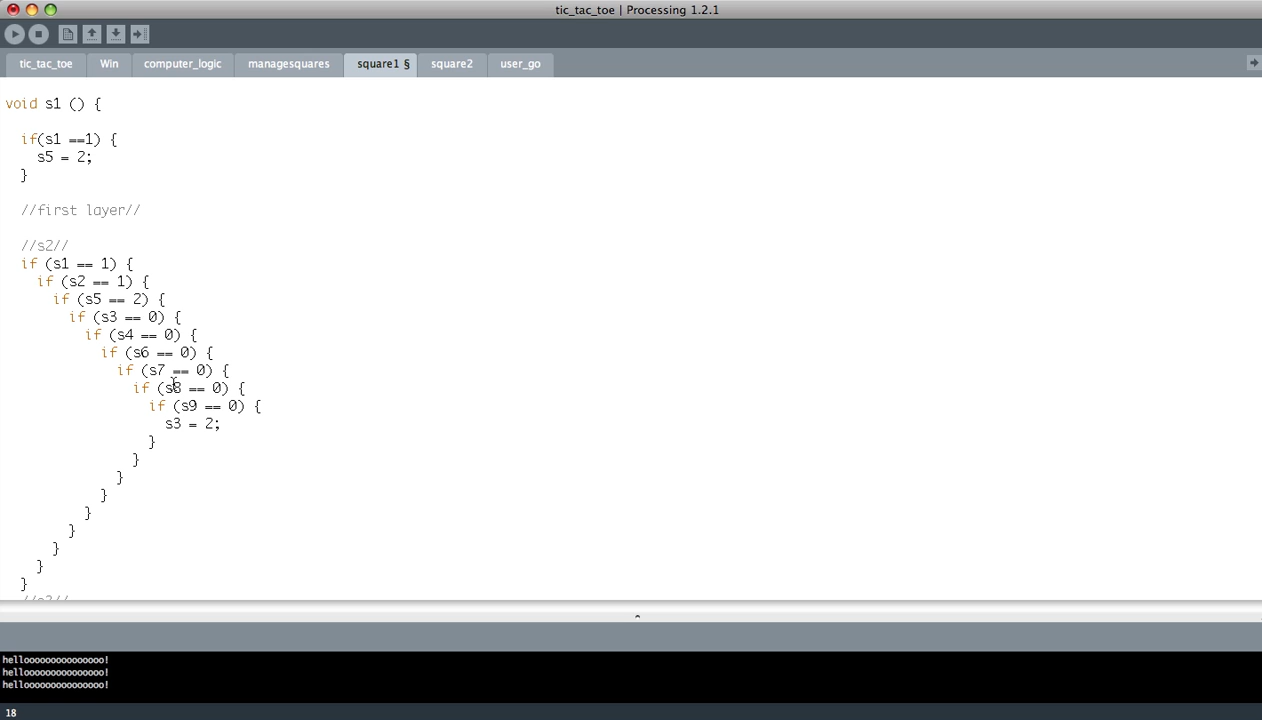 tic_tac_toe | Processing 1.2.1
tic_tac_toe Win computer_logic managesquares square1 § square2 user_go
void s1 () {
if(s1 ==1) {
s5 = 2;
}
//first layer//
//s2//
if (s1 == 1) {
if (s2 == 1) {
if (s5 == 2) {
if (s3 == 0) {
if (s4 == 0) {
if (s6 == 0) {
if (s7 == 0) {
if (s8 == 0) {
if (s9 == 0) {
s3 = 2;
}
}
}
}
}
}
}
}
}
hellooooooooooooooo!
hellooooooooooooooo!
hellooooooooooooooo!
18